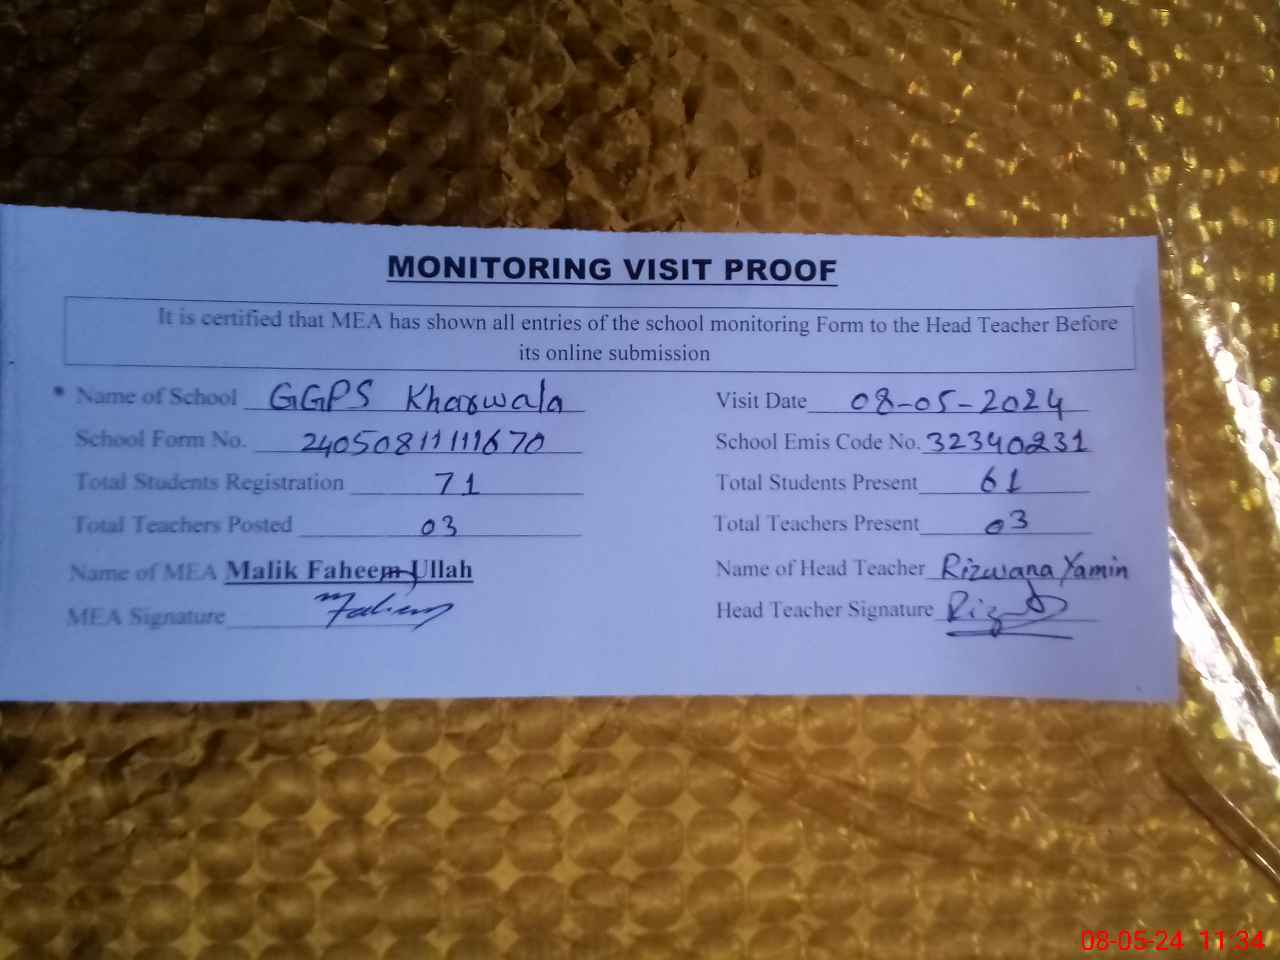 MONITORING VISIT PROOF
It is certified that MEA has shown all entries of the school monitoring Form to the Head Teacher Before
its online submission
* Name of School GGPS Kharwala Visit Date 08-05-2024
School Form No. 2405081111670 School Emis Code No. 32340231
Total Students Registration 71 Total Students Present 61
Total Teachers Posted 03 Total Teachers Present 03
Name of MEA Malik Faheem Ullah Name of Head Teacher Rizwana Yamin
MEA Signature Faheem Head Teacher Signature Riz
08-05-24 11:34